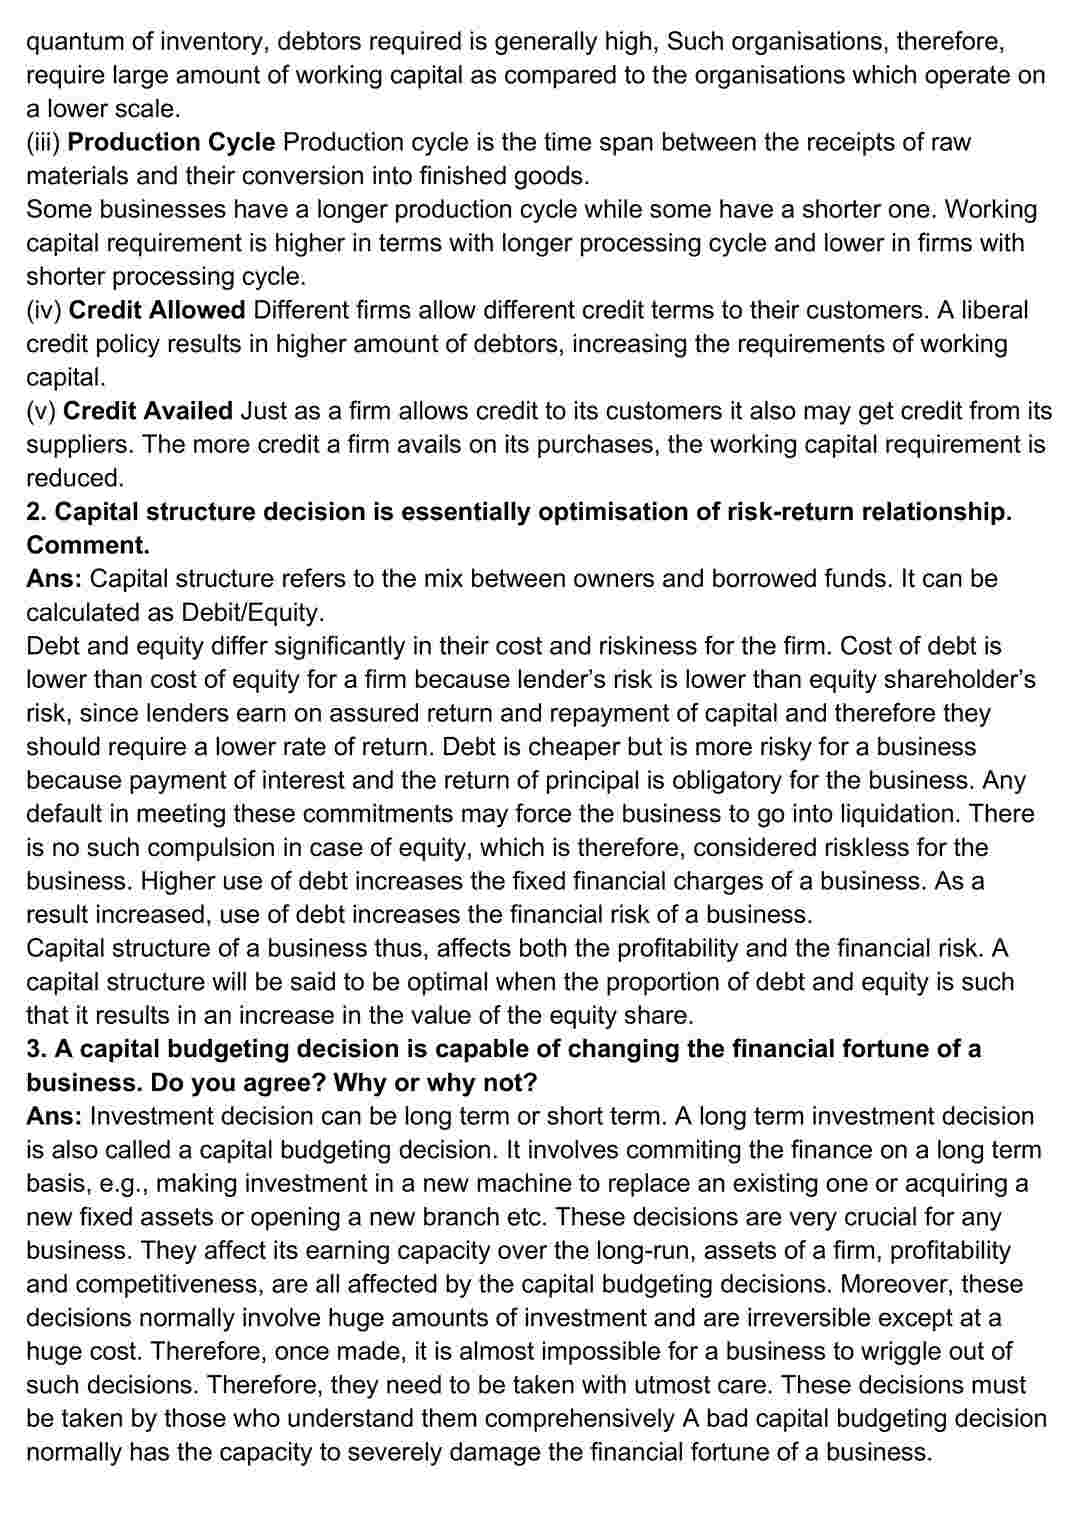 quantum of inventory, debtors required is generally high, Such organisations, therefore,
require large amount of working capital as compared to the organisations which operate on
a lower scale.
(iii) Production Cycle Production cycle is the time span between the receipts of raw
materials and their conversion into finished goods.
Some businesses have a longer production cycle while some have a shorter one. Working
capital requirement is higher in terms with longer processing cycle and lower in firms with
shorter processing cycle.
(iv) Credit Allowed Different firms allow different credit terms to their customers. A liberal
credit policy results in higher amount of debtors, increasing the requirements of working
capital.
(v) Credit Availed Just as a firm allows credit to its customers it also may get credit from its
suppliers. The more credit a firm avails on its purchases, the working capital requirement is
reduced.
2. Capital structure decision is essentially optimisation of risk-return relationship.
Comment.
Ans: Capital structure refers to the mix between owners and borrowed funds. It can be
calculated as Debit/Equity.
Debt and equity differ significantly in their cost and riskiness for the firm. Cost of debt is
lower than cost of equity for a firm because lender’s risk is lower than equity shareholder’s
risk, since lenders earn on assured return and repayment of capital and therefore they
should require a lower rate of return. Debt is cheaper but is more risky for a business
because payment of interest and the return of principal is obligatory for the business. Any
default in meeting these commitments may force the business to go into liquidation. There
is no such compulsion in case of equity, which is therefore, considered riskless for the
business. Higher use of debt increases the fixed financial charges of a business. As a
result increased, use of debt increases the financial risk of a business.
Capital structure of a business thus, affects both the profitability and the financial risk. A
capital structure will be said to be optimal when the proportion of debt and equity is such
that it results in an increase in the value of the equity share.
3. A capital budgeting decision is capable of changing the financial fortune of a
business. Do you agree? Why or why not?
Ans: Investment decision can be long term or short term. A long term investment decision
is also called a capital budgeting decision. It involves commiting the finance on a long term
basis, e.g., making investment in a new machine to replace an existing one or acquiring a
new fixed assets or opening a new branch etc. These decisions are very crucial for any
business. They affect its earning capacity over the long-run, assets of a firm, profitability
and competitiveness, are all affected by the capital budgeting decisions. Moreover, these
decisions normally involve huge amounts of investment and are irreversible except at a
huge cost. Therefore, once made, it is almost impossible for a business to wriggle out of
such decisions. Therefore, they need to be taken with utmost care. These decisions must
be taken by those who understand them comprehensively A bad capital budgeting decision
normally has the capacity to severely damage the financial fortune of a business.